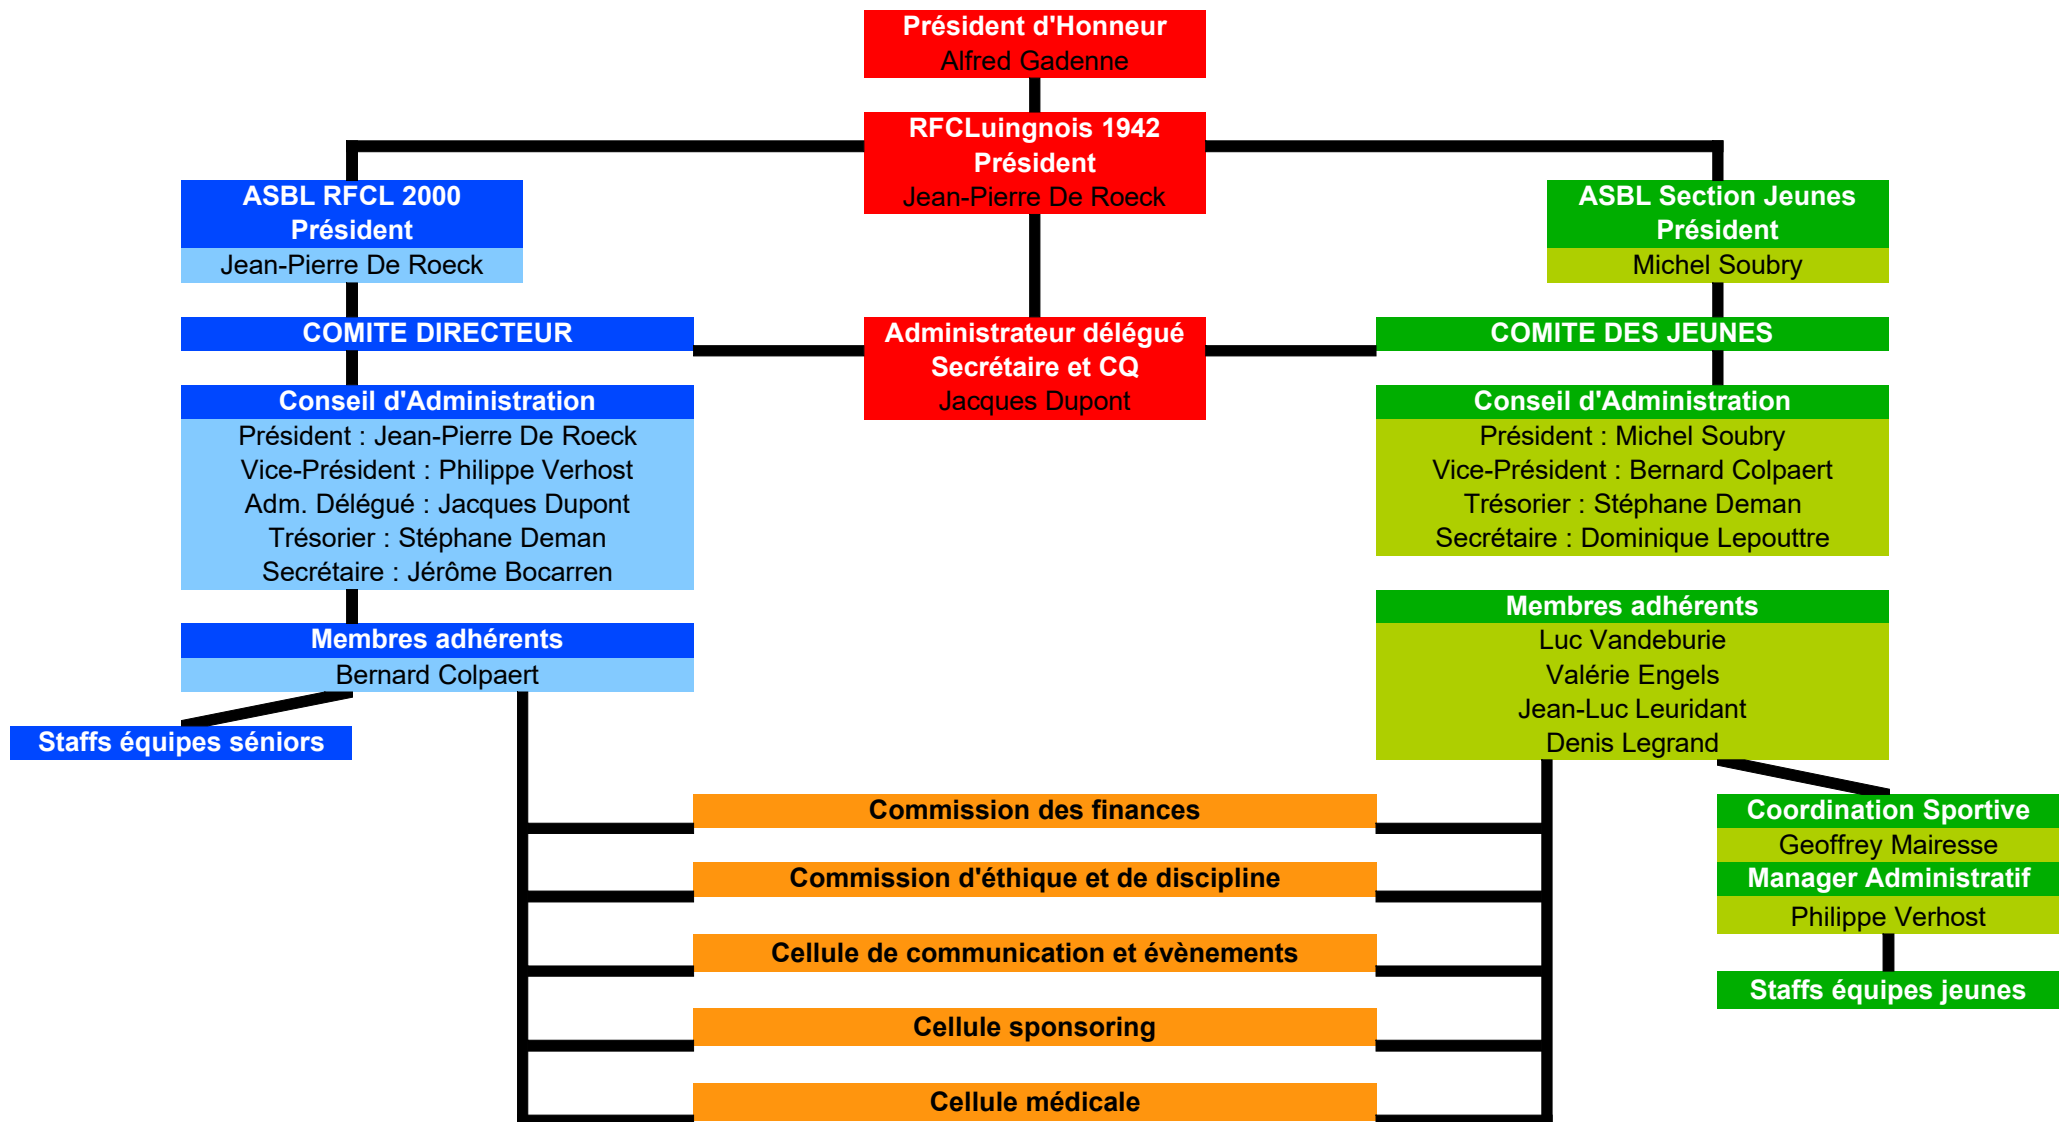 Président d'Honneur
Alfred Gadenne
RFCLuingnois 1942
Président
Jean-Pierre De Roeck
ASBL RFCL 2000
Président
Jean-Pierre De Roeck
ASBL Section Jeunes
Président
Michel Soubry
COMITE DIRECTEUR
Administrateur délégué
Secrétaire et CQ
Jacques Dupont
COMITE DES JEUNES
Conseil d'Administration
Président : Jean-Pierre De Roeck
Vice-Président : Philippe Verhost
Adm. Délégué : Jacques Dupont
Trésorier : Stéphane Deman
Secrétaire : Jérôme Bocarren
Conseil d'Administration
Président : Michel Soubry
Vice-Président : Bernard Colpaert
Trésorier : Stéphane Deman
Secrétaire : Dominique Lepouttre
Membres adhérents
Bernard Colpaert
Membres adhérents
Luc Vandeburie
Valérie Engels
Jean-Luc Leuridant
Denis Legrand
Staffs équipes séniors
Commission des finances
Commission d'éthique et de discipline
Cellule de communication et évènements
Cellule sponsoring
Cellule médicale
Coordination Sportive
Geoffrey Mairesse
Manager Administratif
Philippe Verhost
Staffs équipes jeunes